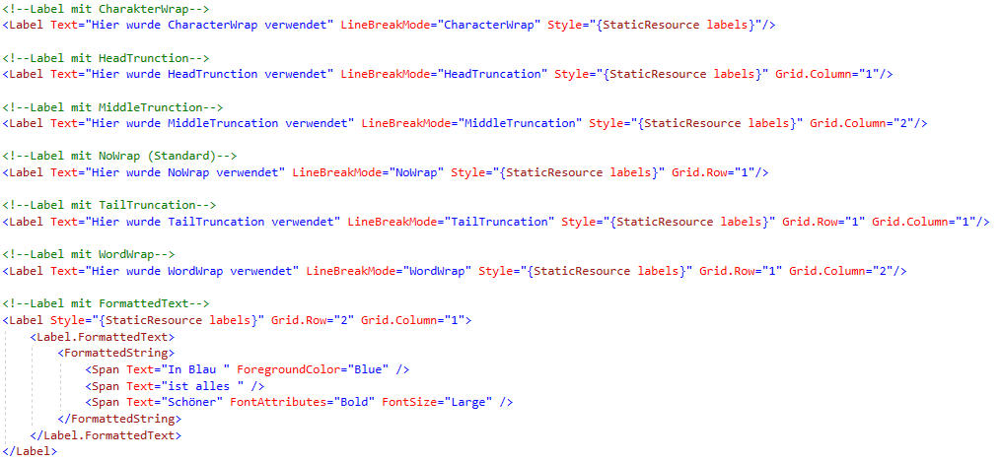 <!--Label mit CharakterWrap-->
<Label Text="Hier wurde CharacterWrap verwendet" LineBreakMode="CharacterWrap" Style="{StaticResource labels}"/>
<!--Label mit HeadTrunction-->
<Label Text="Hier wurde HeadTrunction verwendet" LineBreakMode="HeadTruncation" Style="{StaticResource labels}" Grid.Column="1"/>
<!--Label mit MiddleTrunction-->
<Label Text="Hier wurde MiddleTruncation verwendet" LineBreakMode="MiddleTruncation" Style="{StaticResource labels}" Grid.Column="2"/>
<!--Label mit NoWrap (Standard)-->
<Label Text="Hier wurde NoWrap verwendet" LineBreakMode="NoWrap" Style="{StaticResource labels}" Grid.Row="1"/>
<!--Label mit TailTruncation-->
<Label Text="Hier wurde TailTruncation verwendet" LineBreakMode="TailTruncation" Style="{StaticResource labels}" Grid.Row="1" Grid.Column="1"/>
<!--Label mit WordWrap-->
<Label Text="Hier wurde WordWrap verwendet" LineBreakMode="WordWrap" Style="{StaticResource labels}" Grid.Row="1" Grid.Column="2"/>
<!--Label mit FormattedText-->
<Label Style="{StaticResource labels}" Grid.Row="2" Grid.Column="1">
    <Label.FormattedText>
        <FormattedString>
            <Span Text="In Blau " ForegroundColor="Blue" />
            <Span Text="ist alles " />
            <Span Text="Schöner" FontAttributes="Bold" FontSize="Large" />
        </FormattedString>
    </Label.FormattedText>
</Label>